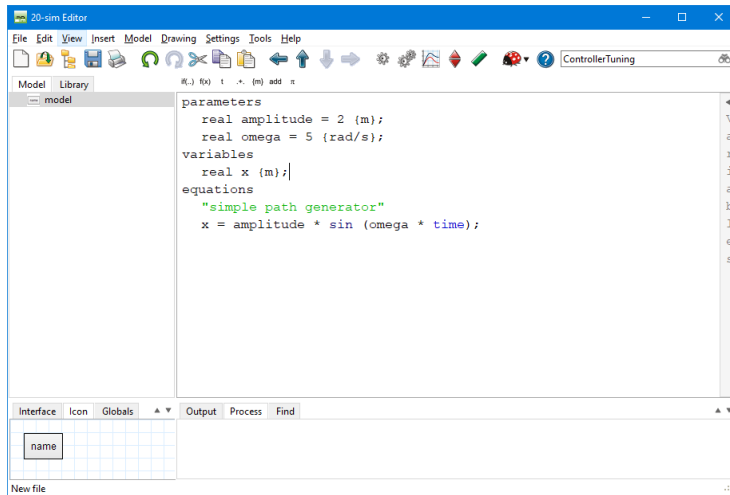 20-sim Editor
File Edit View Insert Model Drawing Settings Tools Help
ControllerTuning
Model Library
if(..) f(x) t .+. {m} add π
model
parameters
real amplitude = 2 {m};
real omega = 5 {rad/s};
variables
real x {m};
equations
"simple path generator"
x = amplitude * sin (omega * time);
Interface Icon Globals
Output Process Find
name
New file